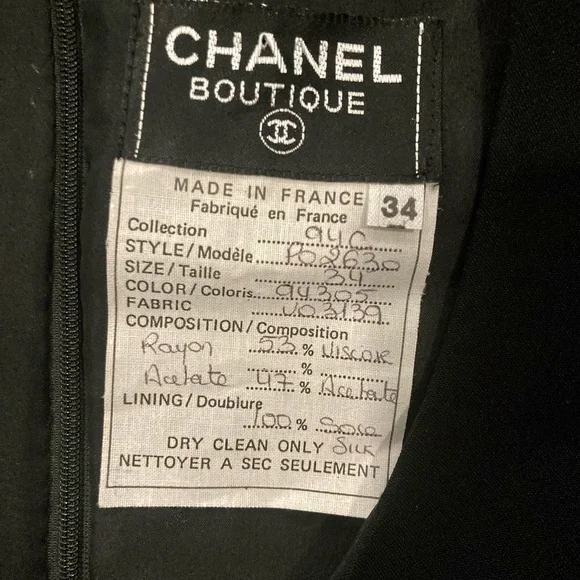 CHANEL
BOUTIQUE
MADE IN FRANCE 34
Fabriqué en France
Collection 94C
STYLE/Modèle P02630
SIZE/Taille 34
COLOR/Coloris 94305
FABRIC V03139
COMPOSITION/Composition
Rayon 53 % Viscose
%
Acetate 47 % Acetate
LINING/Doublure
100 % Soie
DRY CLEAN ONLY Silk
NETTOYER A SEC SEULEMENT